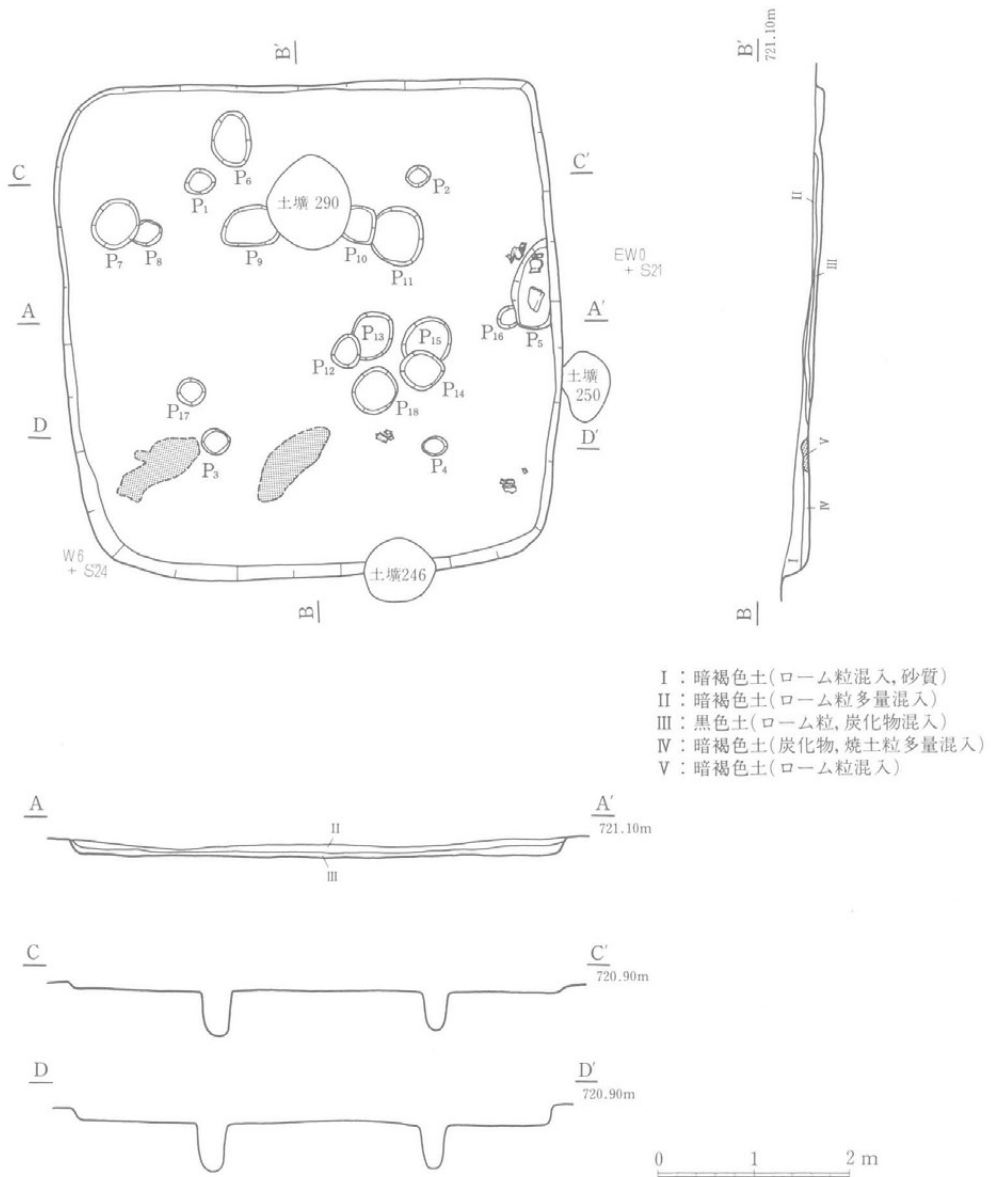 B′
B′
721.10m
C
C′
P₆
P₁
P₂
土壙 290
P₇
P₈
P₉
P₁₀
P₁₁
II
EW0
+ S21
III
A
A′
P₁₆
P₅
P₁₃
P₁₅
P₁₂
P₁₄
P₁₈
土壙
250
P₁₇
D
D′
P₃
P₄
V
IV
W6
+ S24
土壙246
I
B
B
I：暗褐色土(ローム粒混入,砂質)
II：暗褐色土(ローム粒多量混入)
III：黒色土(ローム粒,炭化物混入)
IV：暗褐色土(炭化物,焼土粒多量混入)
V：暗褐色土(ローム粒混入)
A
A′
721.10m
II
III
C
C′
720.90m
D
D′
720.90m
0 1 2 m